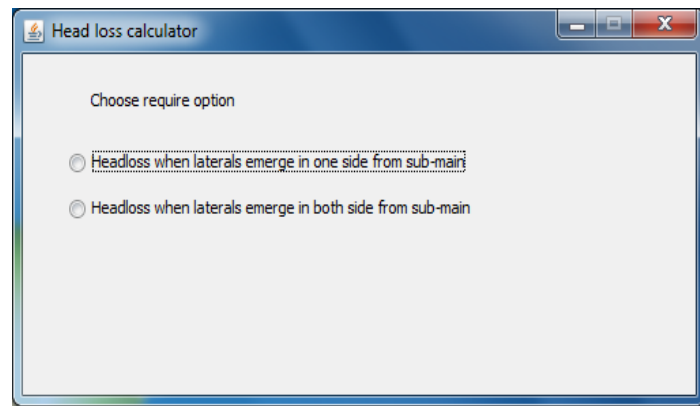 Head loss calculator
Choose require option
Headloss when laterals emerge in one side from sub-main
Headloss when laterals emerge in both side from sub-main